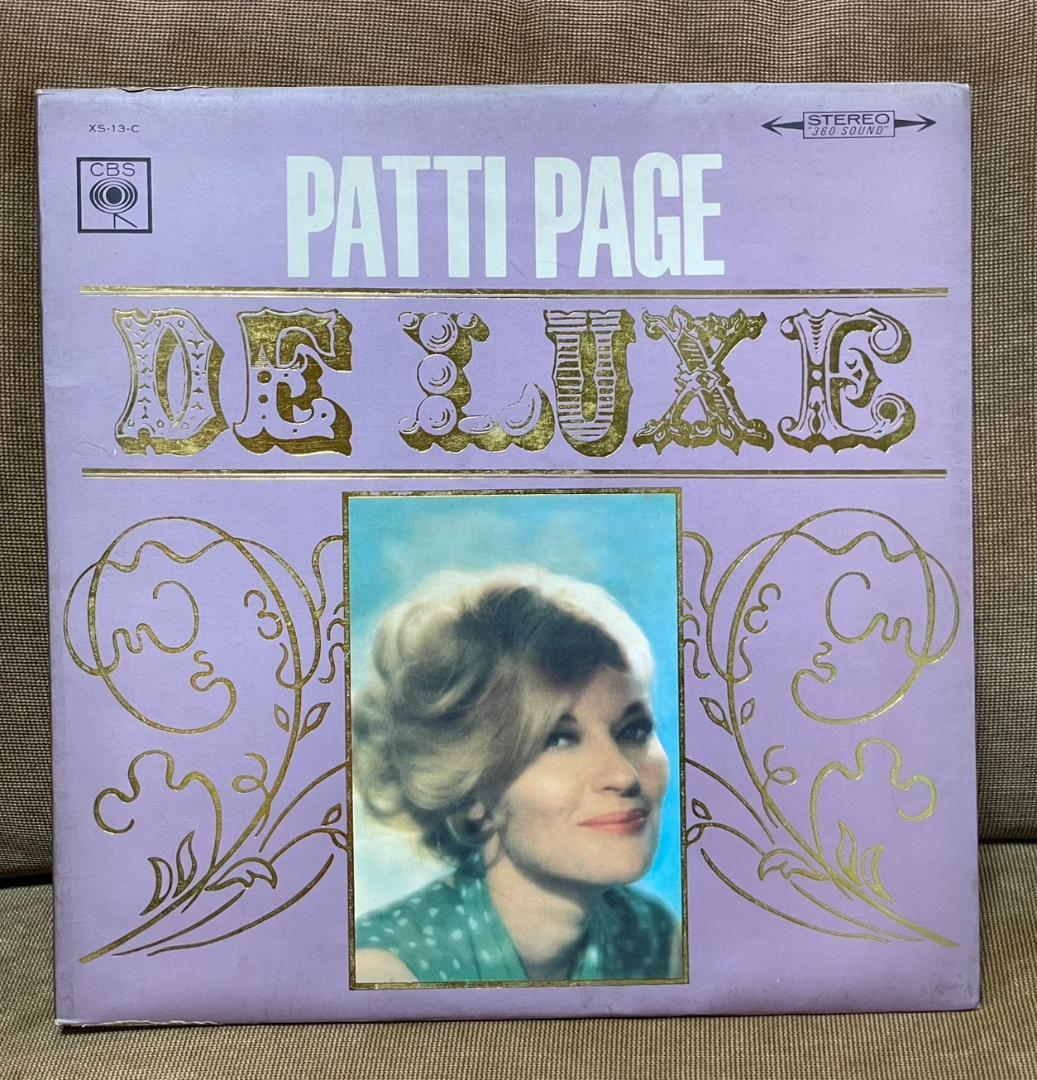 XS-13-C
STEREO
"360 SOUND"
CBS
PATTI PAGE
DE LUXE